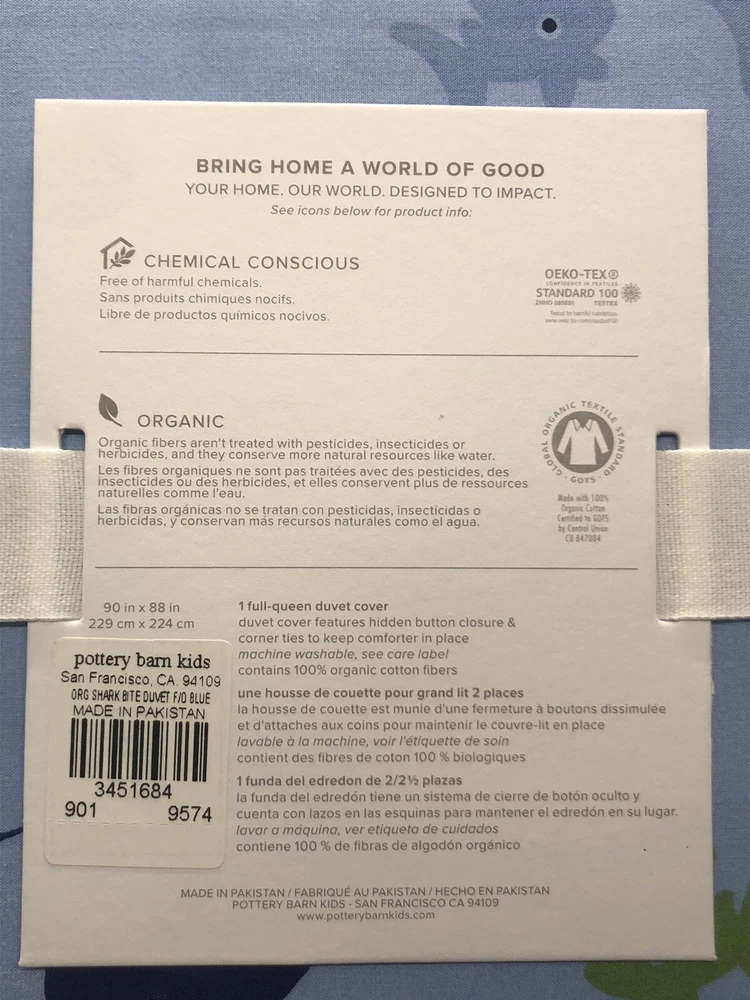 BRING HOME A WORLD OF GOOD
YOUR HOME. OUR WORLD. DESIGNED TO IMPACT.
See icons below for product info:
CHEMICAL CONSCIOUS
Free of harmful chemicals.
Sans produits chimiques nocifs.
Libre de productos químicos nocivos.
OEKO-TEX®
CONFIDENCE IN TEXTILES
STANDARD 100
TESTEX
Tested for harmful substances.
ORGANIC
Organic fibers aren't treated with pesticides, insecticides or
herbicides, and they conserve more natural resources like water.
Les fibres organiques ne sont pas traitées avec des pesticides, des
insecticides ou des herbicides, et elles conservent plus de ressources
naturelles comme l'eau.
Las fibras orgánicas no se tratan con pesticidas, insecticidas o
herbicidas, y conservan más recursos naturales como el agua.
GLOBAL ORGANIC TEXTILE STANDARD
· GOTS ·
Made with 100%
Organic Cotton
Certified to GOTS
by Control Union
CU 847084
90 in x 88 in
229 cm x 224 cm
1 full-queen duvet cover
duvet cover features hidden button closure &
corner ties to keep comforter in place
machine washable, see care label
contains 100% organic cotton fibers
une housse de couette pour grand lit 2 places
la housse de couette est munie d'une fermeture à boutons dissimulée
et d'attaches aux coins pour maintenir le couvre-lit en place
lavable à la machine, voir l'étiquette de soin
contient des fibres de coton 100 % biologiques
1 funda del edredon de 2/2½ plazas
la funda del edredón tiene un sistema de cierre de botón oculto y
cuenta con lazos en las esquinas para mantener el edredón en su lugar.
lavar a máquina, ver etiqueta de cuidados
contiene 100 % de fibras de algodón orgánico
pottery barn kids
San Francisco, CA. 94109
ORG SHARK BITE DUVET F/Q BLUE
MADE IN PAKISTAN
3451684
901 9574
MADE IN PAKISTAN / FABRIQUÉ AU PAKISTAN / HECHO EN PAKISTAN
POTTERY BARN KIDS - SAN FRANCISCO CA 94109
www.potterybarnkids.com